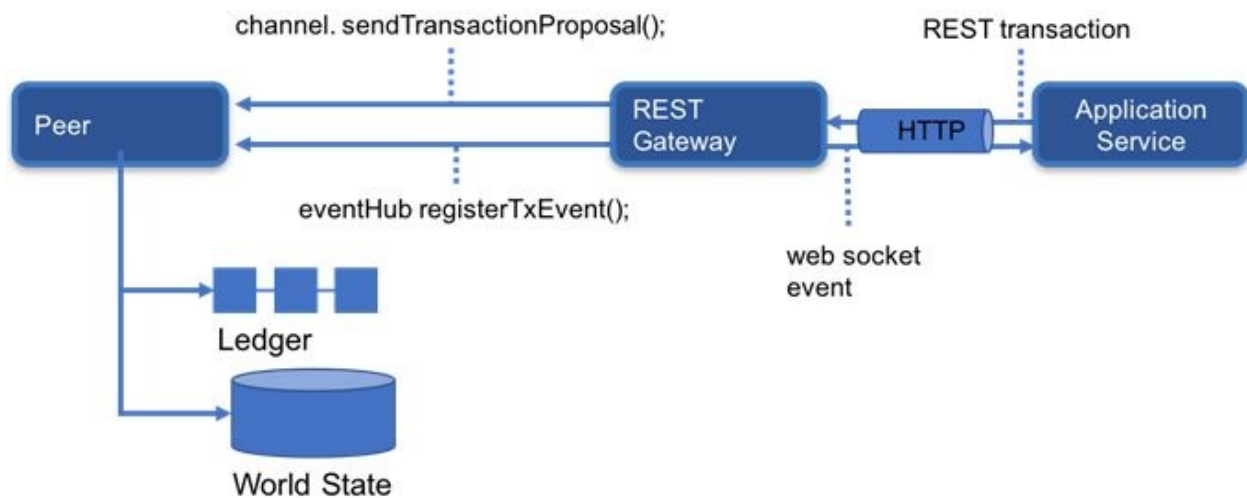 channel. sendTransactionProposal();
REST transaction
Peer
REST
Gateway
HTTP
Application
Service
eventHub registerTxEvent();
web socket
event
Ledger
World State